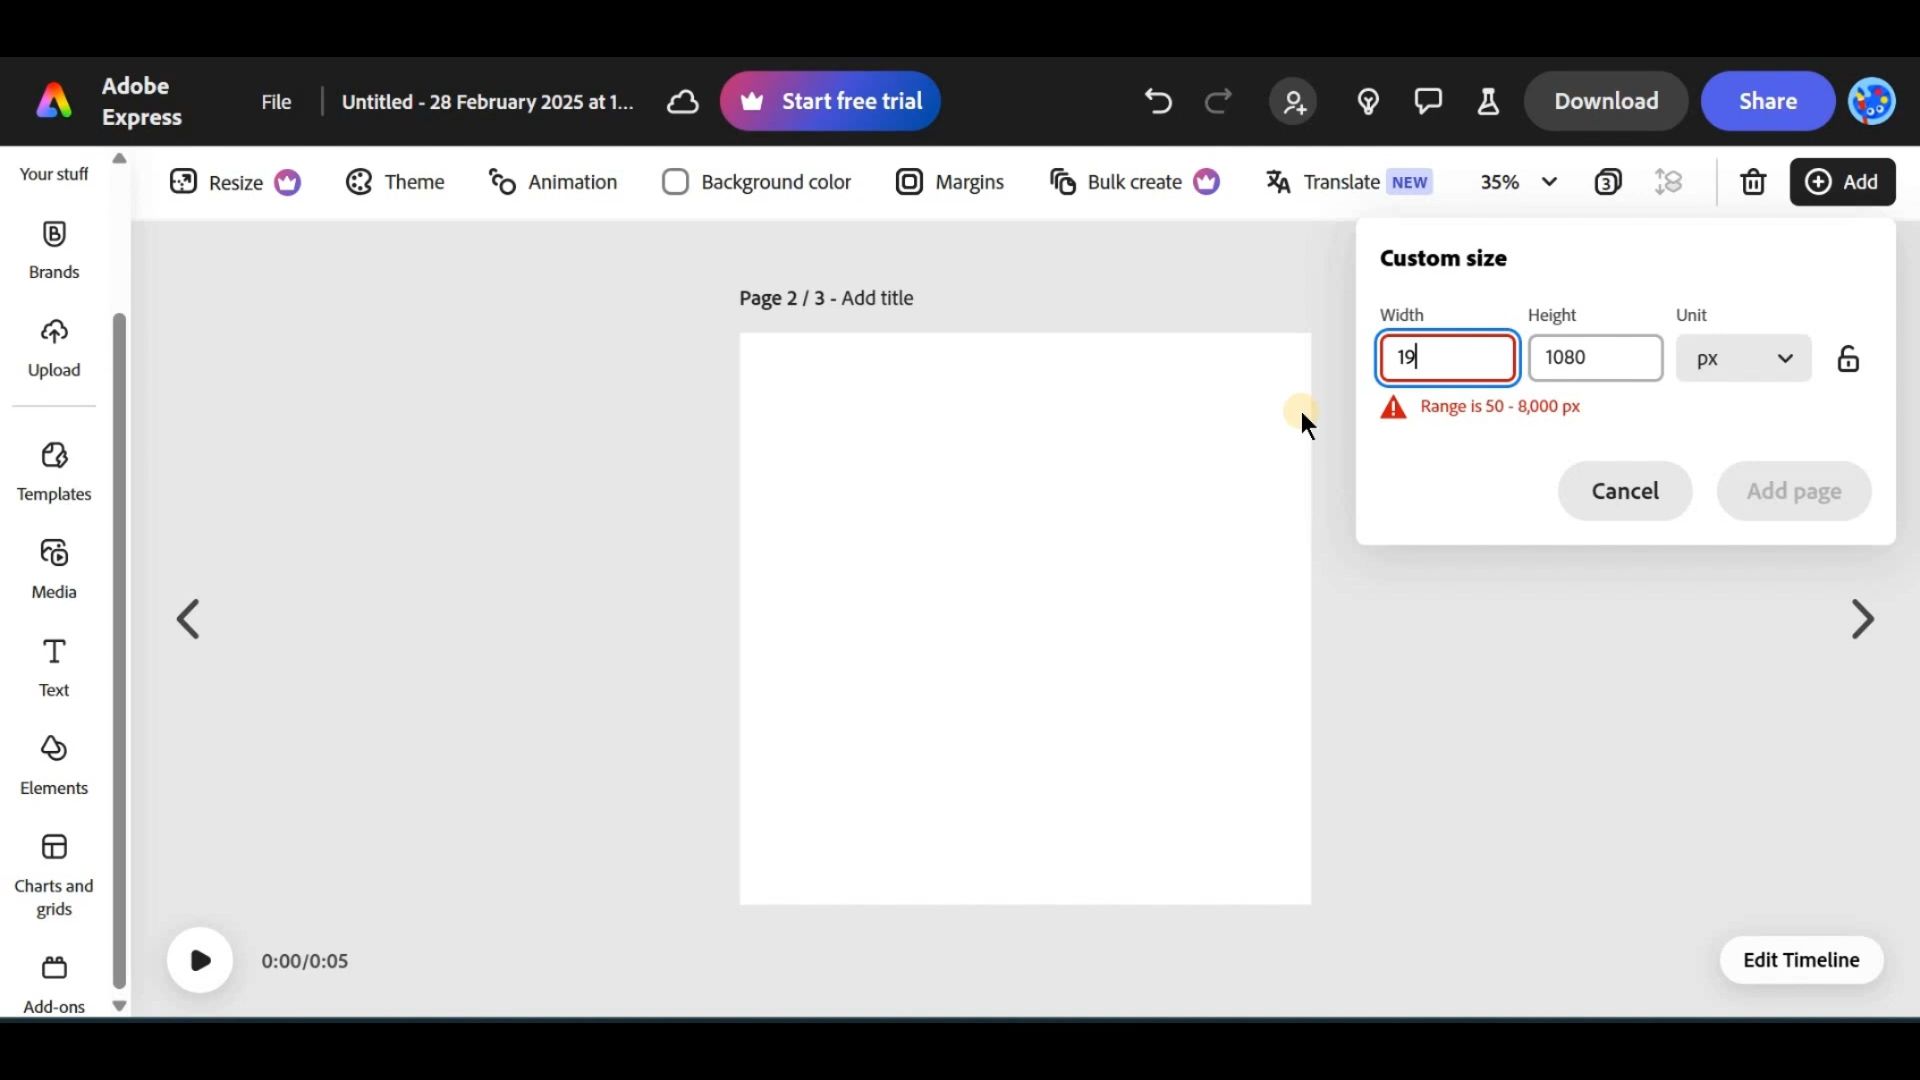 Adobe
Express
File
Untitled - 28 February 2025 at 1...
Start free trial
Download
Share
Your stuff
Resize
Theme
Animation
Background color
Margins
Bulk create
Translate NEW
35%
3
Add
B
Brands
Upload
Templates
Media
Text
Elements
Charts and
grids
Add-ons
Page 2 / 3 - Add title
Custom size
Width
Height
Unit
19
1080
px
Range is 50 - 8,000 px
Cancel
Add page
0:00/0:05
Edit Timeline